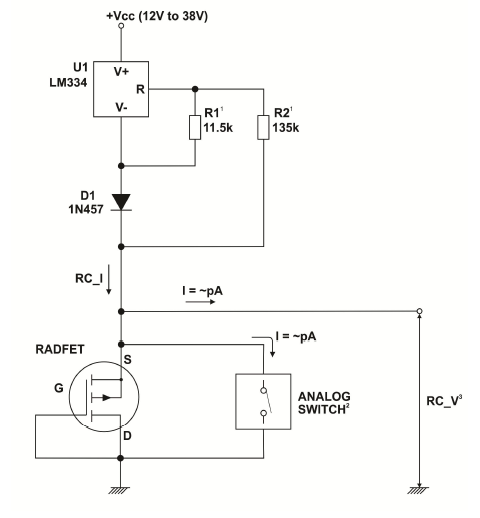 +Vcc (12V to 38V)
U1
LM334
V+
R
V-
R1¹
11.5k
R2¹
135k
D1
1N457
RC_I
I = ~pA
I = ~pA
RADFET
S
G
D
ANALOG
SWITCH²
RC_V³